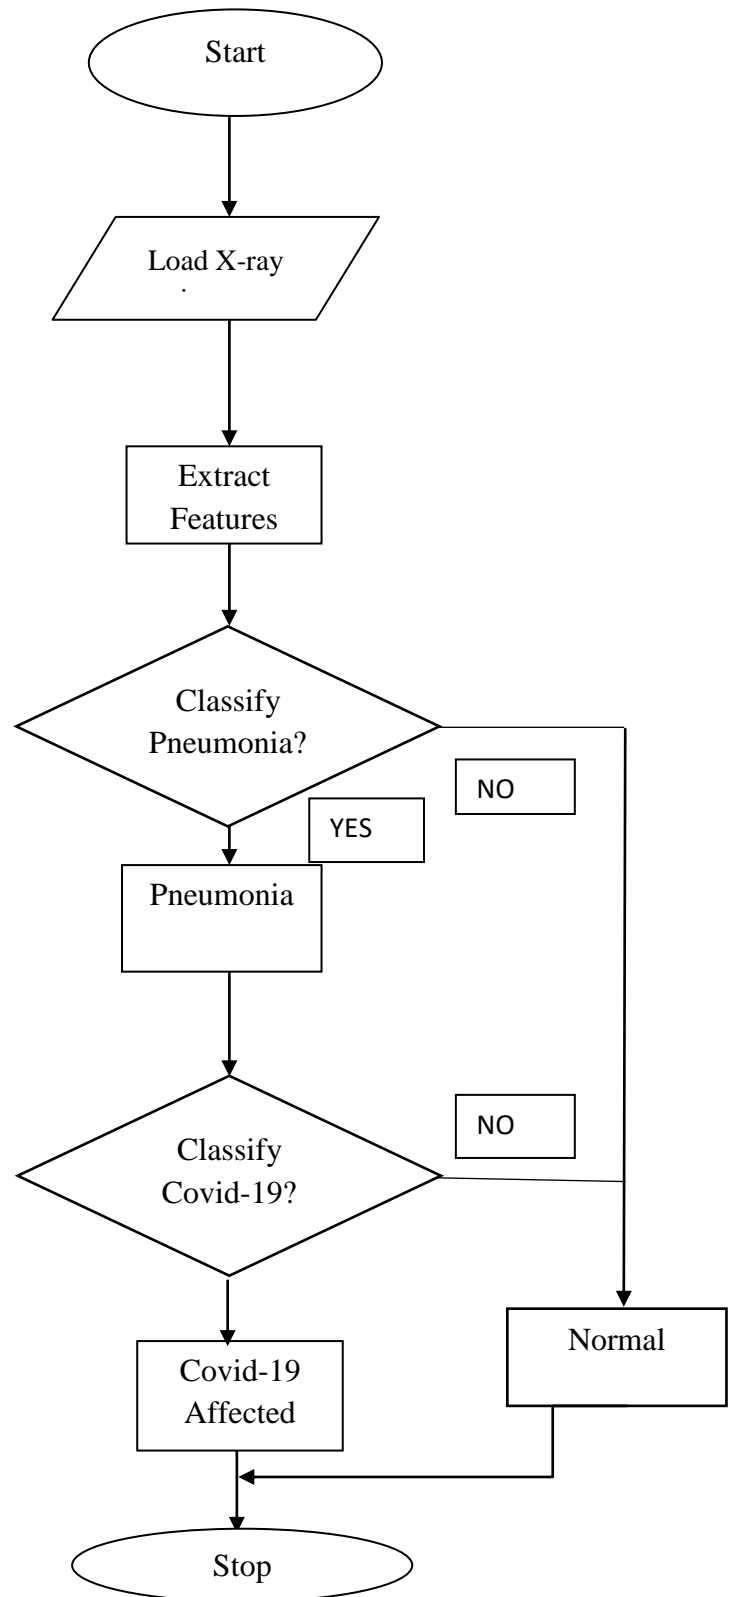 Start
Load X-ray
Extract
Features
Classify
Pneumonia?
NO
YES
Pneumonia
Classify
Covid-19?
NO
Covid-19
Affected
Normal
Stop